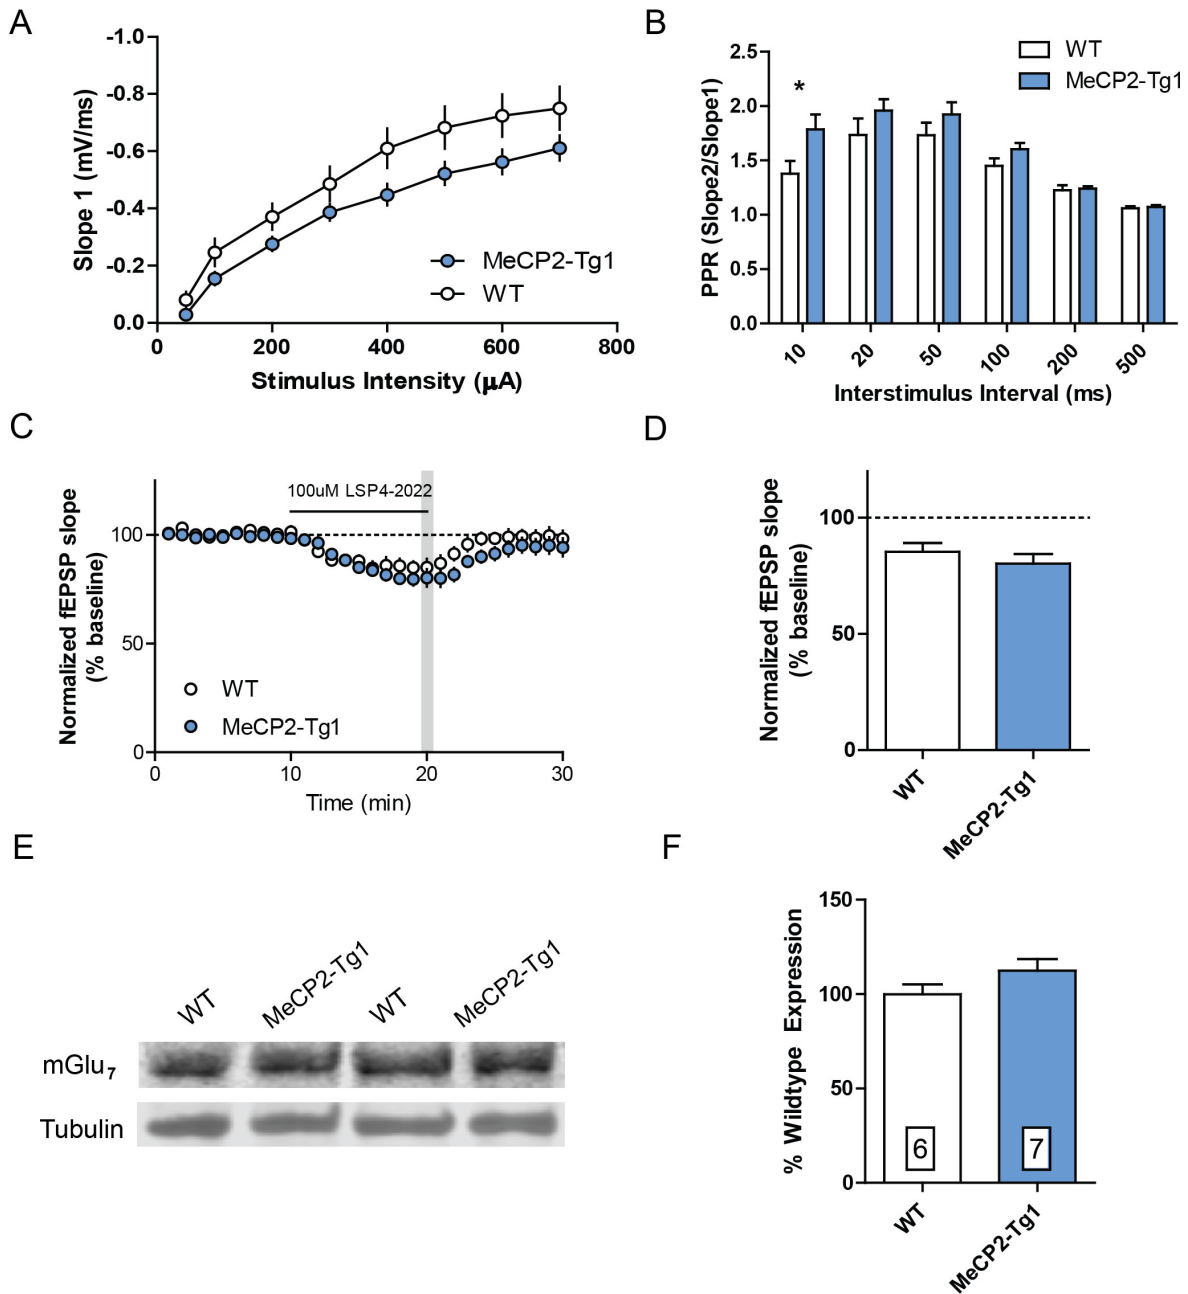 A
-1.0
-0.8
-0.6
-0.4
-0.2
0.0
Slope 1 (mV/ms)
MeCP2-Tg1
WT
0 200 400 600 800
Stimulus Intensity (μA)
B
2.5
2.0
1.5
1.0
0.5
0.0
PPR (Slope2/Slope1)
WT
MeCP2-Tg1
*
10 20 50 100 200 500
Interstimulus Interval (ms)
C
100
50
0
Normalized fEPSP slope
(% baseline)
100uM LSP4-2022
WT
MeCP2-Tg1
0 10 20 30
Time (min)
D
100
50
0
Normalized fEPSP slope
(% baseline)
WT
MeCP2-Tg1
E
WT MeCP2-Tg1 WT MeCP2-Tg1
mGlu₇
Tubulin
F
150
100
50
0
% Wildtype Expression
6 7
WT
MeCP2-Tg1